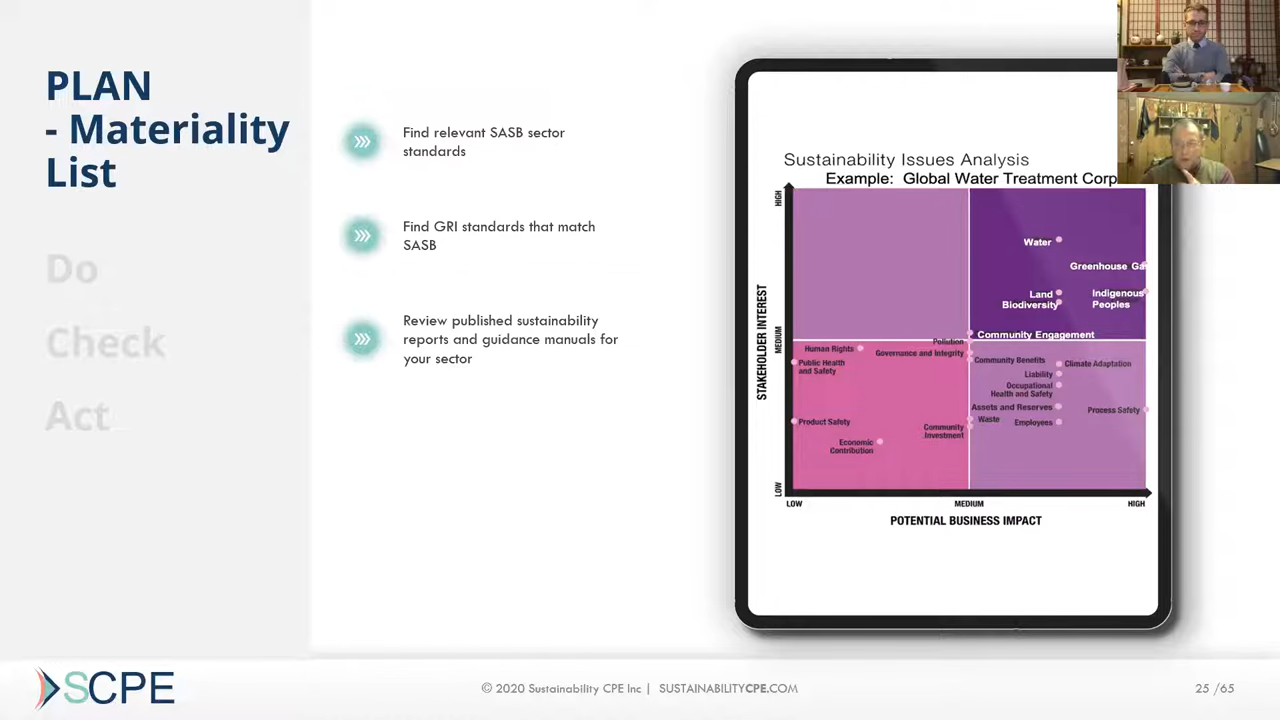 PLAN
- Materiality
List
Do
Check
Act
Find relevant SASB sector
standards
Find GRI standards that match
SASB
Review published sustainability
reports and guidance manuals for
your sector
Sustainability Issues Analysis
Example: Global Water Treatment Corp
STAKEHOLDER INTEREST
HIGH
MEDIUM
LOW
Water
Greenhouse Ga
Land
Biodiversity
Indigenous
Peoples
Community Engagement
Pollution
Human Rights
Governance and Integrity
Public Health
and Safety
Community Benefits
Climate Adaptation
Liability
Occupational
Health and Safety
Assets and Reserves
Process Safety
Product Safety
Waste
Employees
Community
Investment
Economic
Contribution
LOW
MEDIUM
HIGH
POTENTIAL BUSINESS IMPACT
SCPE
© 2020 Sustainability CPE Inc | SUSTAINABILITYCPE.COM
25 /65